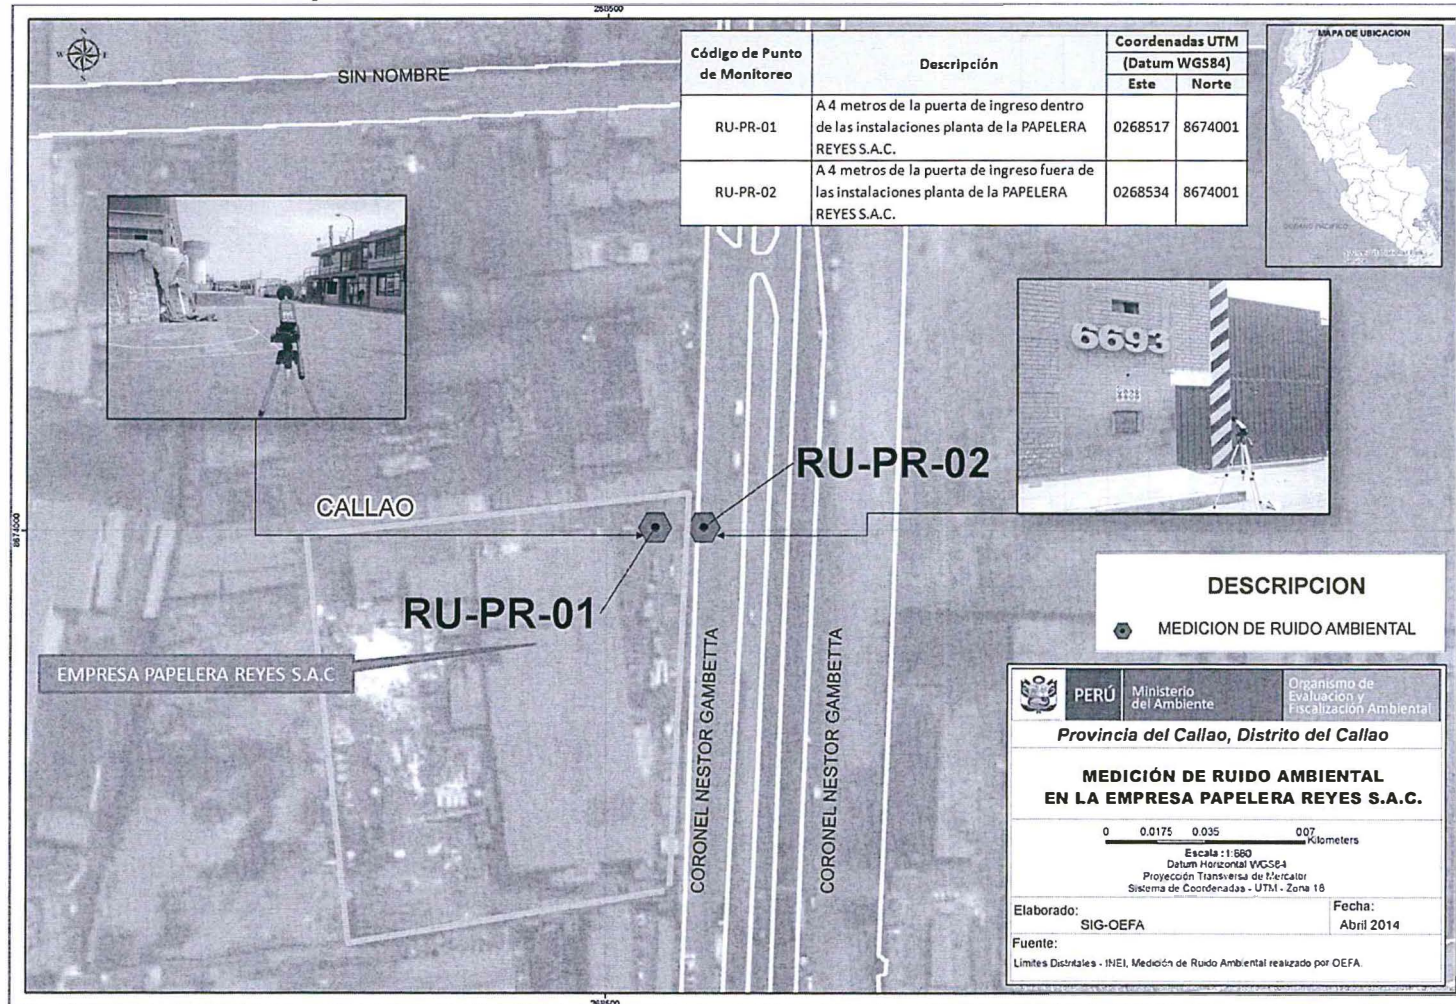 268500
N
W
E
S
SIN NOMBRE
Código de Punto de Monitoreo
Descripción
Coordenadas UTM
(Datum WGS84)
Este
Norte
RU-PR-01
A 4 metros de la puerta de ingreso dentro
de las instalaciones planta de la PAPELERA
REYES S.A.C.
0268517
8674001
RU-PR-02
A 4 metros de la puerta de ingreso fuera de
las instalaciones planta de la PAPELERA
REYES S.A.C.
0268534
8674001
MAPA DE UBICACION
OCEANO PACIFICO
6693
RU-PR-02
CALLAO
8674000
RU-PR-01
EMPRESA PAPELERA REYES S.A.C
CORONEL NESTOR GAMBETTA
CORONEL NESTOR GAMBETTA
DESCRIPCION
MEDICION DE RUIDO AMBIENTAL
PERÚ
Ministerio
del Ambiente
Organismo de
Evaluación y
Fiscalización Ambiental
Provincia del Callao, Distrito del Callao
MEDICIÓN DE RUIDO AMBIENTAL
EN LA EMPRESA PAPELERA REYES S.A.C.
0 0.0175 0.035 007
Kilometers
Escala :1:680
Datum Horizontal WGS84
Proyección Transversa de Mercator
Sistema de Coordenadas - UTM - Zona 18
Elaborado:
SIG-OEFA
Fecha:
Abril 2014
Fuente:
Limites Distritales - INEI, Medición de Ruido Ambiental realizado por OEFA.
268500